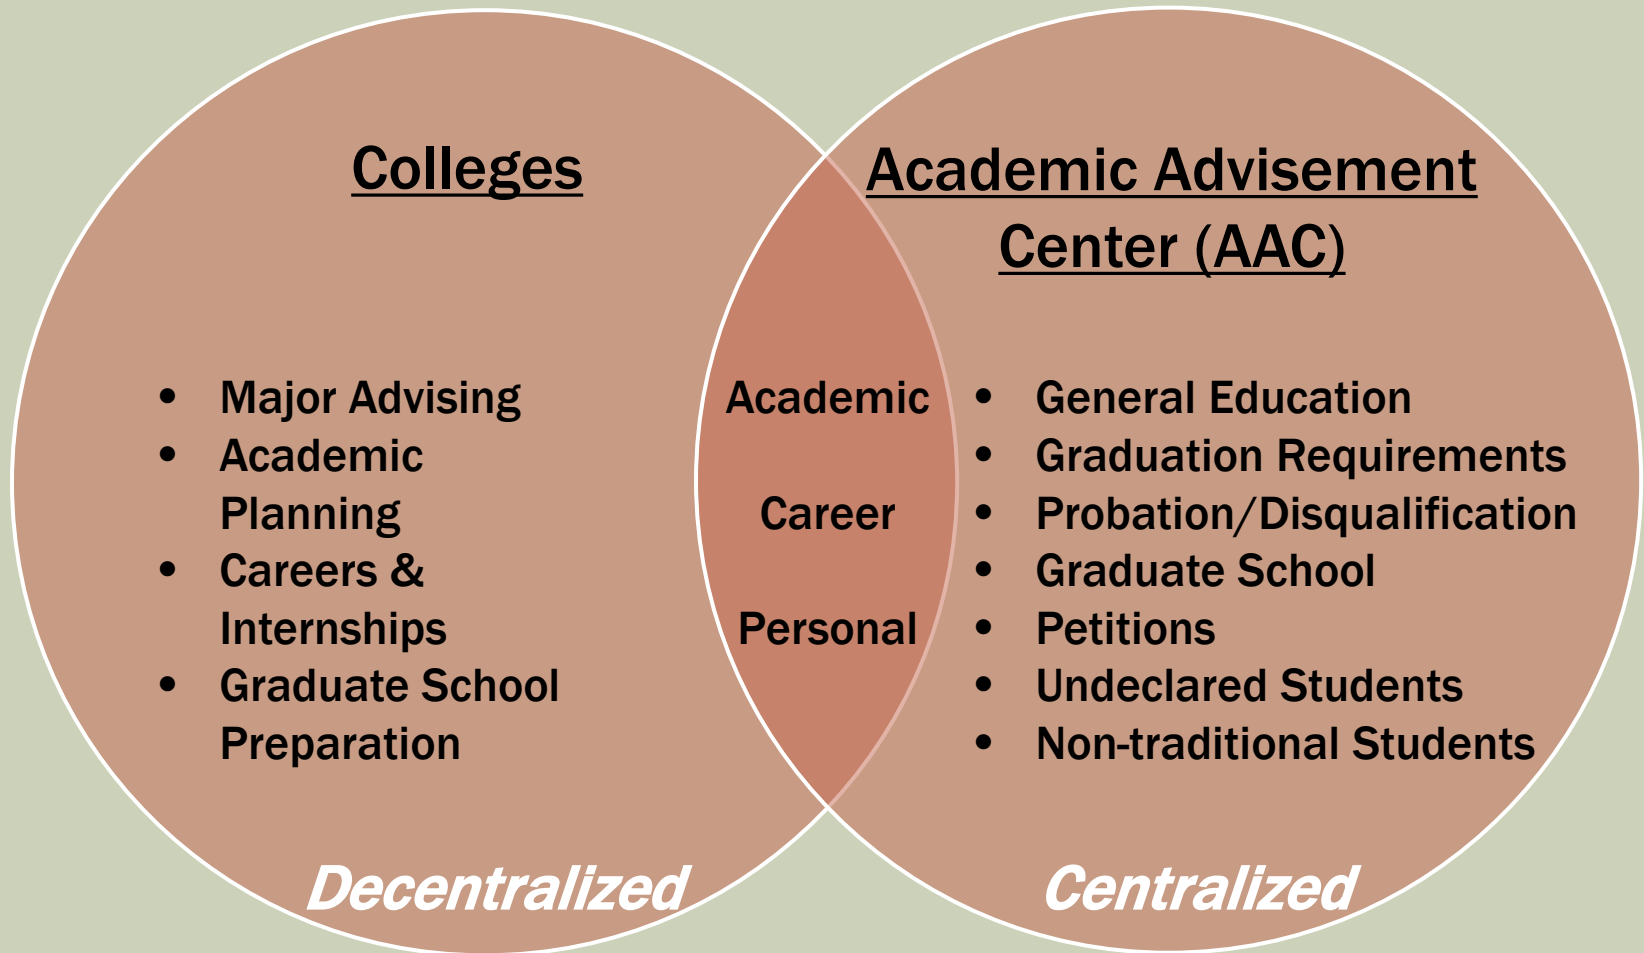 Colleges
• Major Advising
• Academic
Planning
• Careers &
Internships
• Graduate School
Preparation
Decentralized
Academic
Career
Personal
Academic Advisement
Center (AAC)
• General Education
• Graduation Requirements
• Probation/Disqualification
• Graduate School
• Petitions
• Undeclared Students
• Non-traditional Students
Centralized